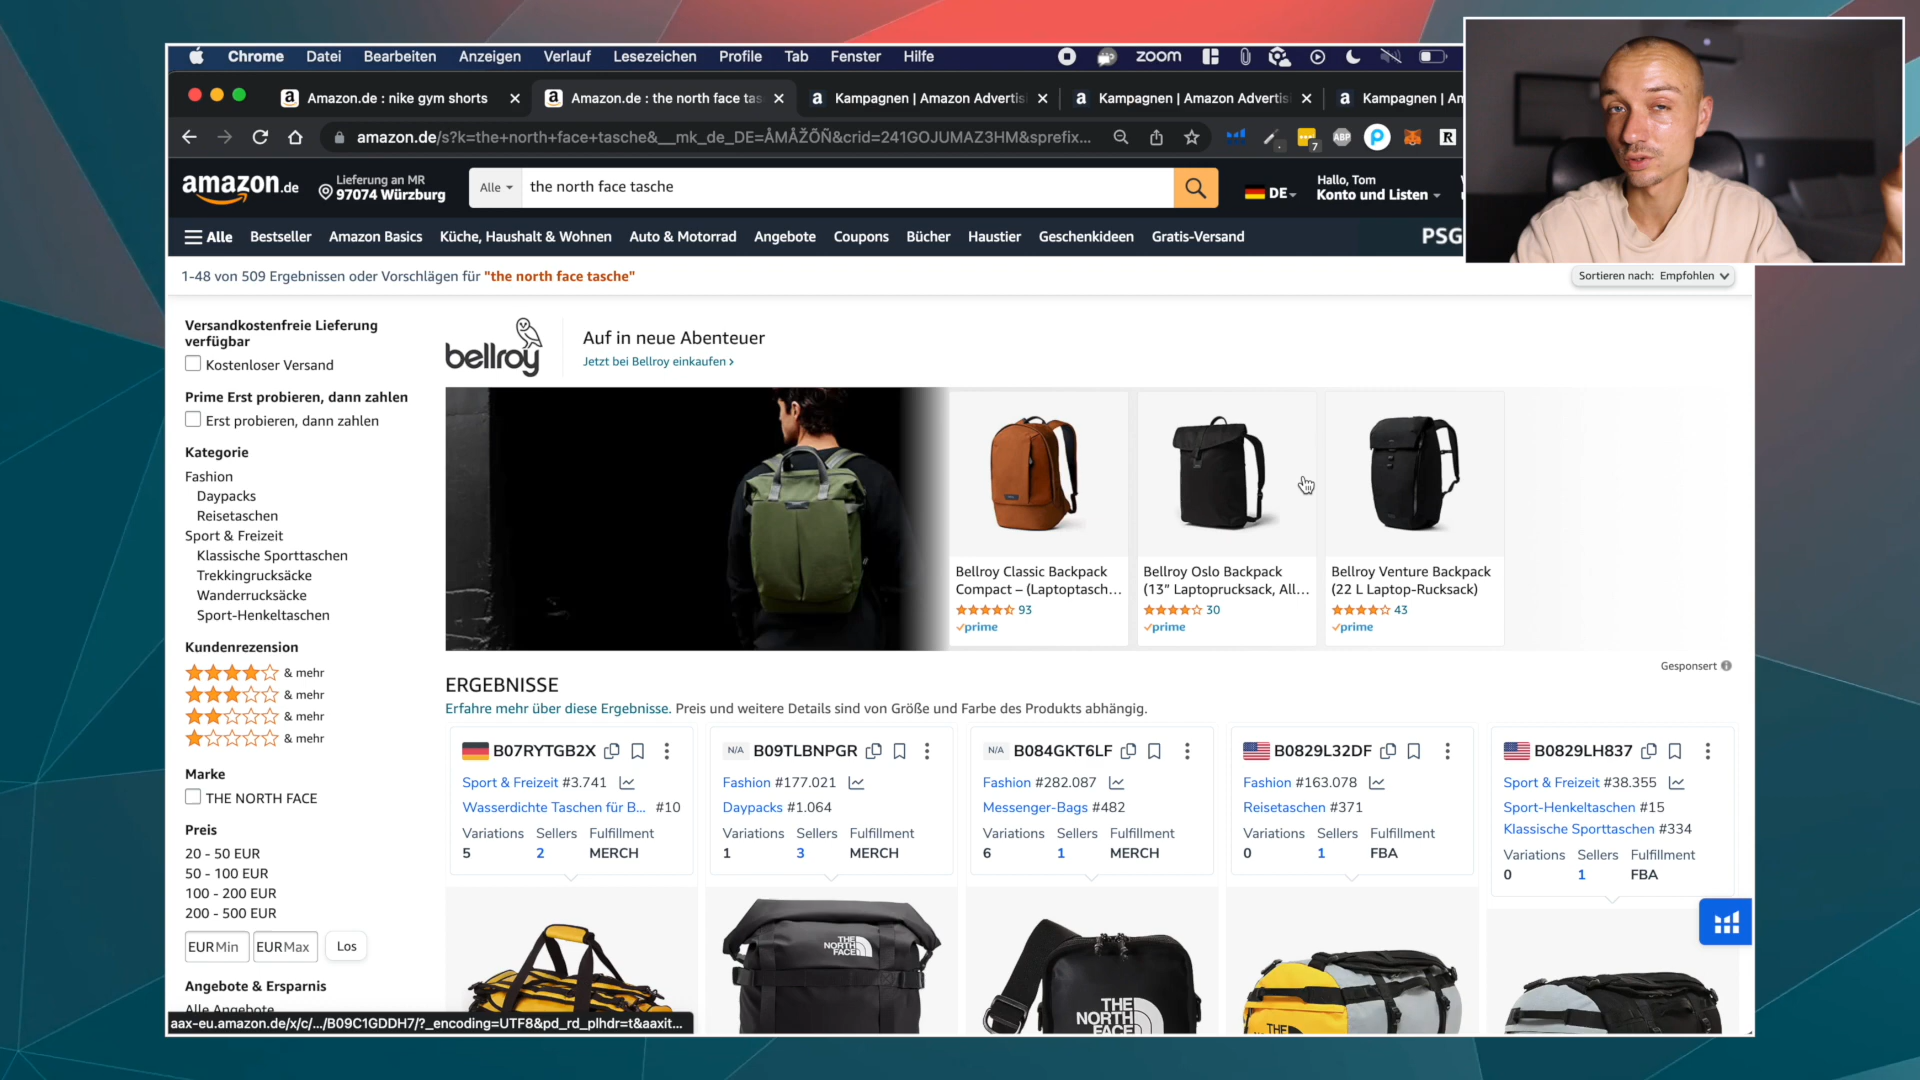 Chrome Datei Bearbeiten Anzeigen Verlauf Lesezeichen Profile Tab Fenster Hilfe zoom
Amazon.de : nike gym shorts
Amazon.de : the north face tas
Kampagnen | Amazon Advertis
Kampagnen | Amazon Advertis
Kampagnen | Am
amazon.de/s?k=the+north+face+tasche&__mk_de_DE=ÅMÅŽÕÑ&crid=241GOJUMAZ3HM&sprefix...
7 ABP P R
amazon.de
Lieferung an MR
97074 Würzburg
Alle
the north face tasche
DE
Hallo, Tom
Konto und Listen
Alle Bestseller Amazon Basics Küche, Haushalt & Wohnen Auto & Motorrad Angebote Coupons Bücher Haustier Geschenkideen Gratis-Versand PSG
1-48 von 509 Ergebnissen oder Vorschlägen für "the north face tasche"
Sortieren nach: Empfohlen
Versandkostenfreie Lieferung
verfügbar
Kostenloser Versand
Prime Erst probieren, dann zahlen
Erst probieren, dann zahlen
Kategorie
Fashion
Daypacks
Reisetaschen
Sport & Freizeit
Klassische Sporttaschen
Trekkingrucksäcke
Wanderrucksäcke
Sport-Henkeltaschen
Kundenrezension
& mehr
& mehr
& mehr
& mehr
Marke
THE NORTH FACE
Preis
20 - 50 EUR
50 - 100 EUR
100 - 200 EUR
200 - 500 EUR
EUR Min EUR Max Los
Angebote & Ersparnis
Alle Angebote
aax-eu.amazon.de/x/c/.../B09C1GDDH7/?_encoding=UTF8&pd_rd_plhdr=t&aaxit...
bellroy
Auf in neue Abenteuer
Jetzt bei Bellroy einkaufen ›
Bellroy Classic Backpack
Compact – (Laptoptasch...
93
prime
Bellroy Oslo Backpack
(13” Laptoprucksack, All...
30
prime
Bellroy Venture Backpack
(22 L Laptop-Rucksack)
43
prime
Gesponsert
ERGEBNISSE
Erfahre mehr über diese Ergebnisse. Preis und weitere Details sind von Größe und Farbe des Produkts abhängig.
B07RYTGB2X
Sport & Freizeit #3.741
Wasserdichte Taschen für B... #10
Variations Sellers Fulfillment
5 2 MERCH
N/A B09TLBNPGR
Fashion #177.021
Daypacks #1.064
Variations Sellers Fulfillment
1 3 MERCH
N/A B084GKT6LF
Fashion #282.087
Messenger-Bags #482
Variations Sellers Fulfillment
6 1 MERCH
B0829L32DF
Fashion #163.078
Reisetaschen #371
Variations Sellers Fulfillment
0 1 FBA
B0829LH837
Sport & Freizeit #38.355
Sport-Henkeltaschen #15
Klassische Sporttaschen #334
Variations Sellers Fulfillment
0 1 FBA
THE
NORTH
FACE
THE
NORTH
FACE
THE